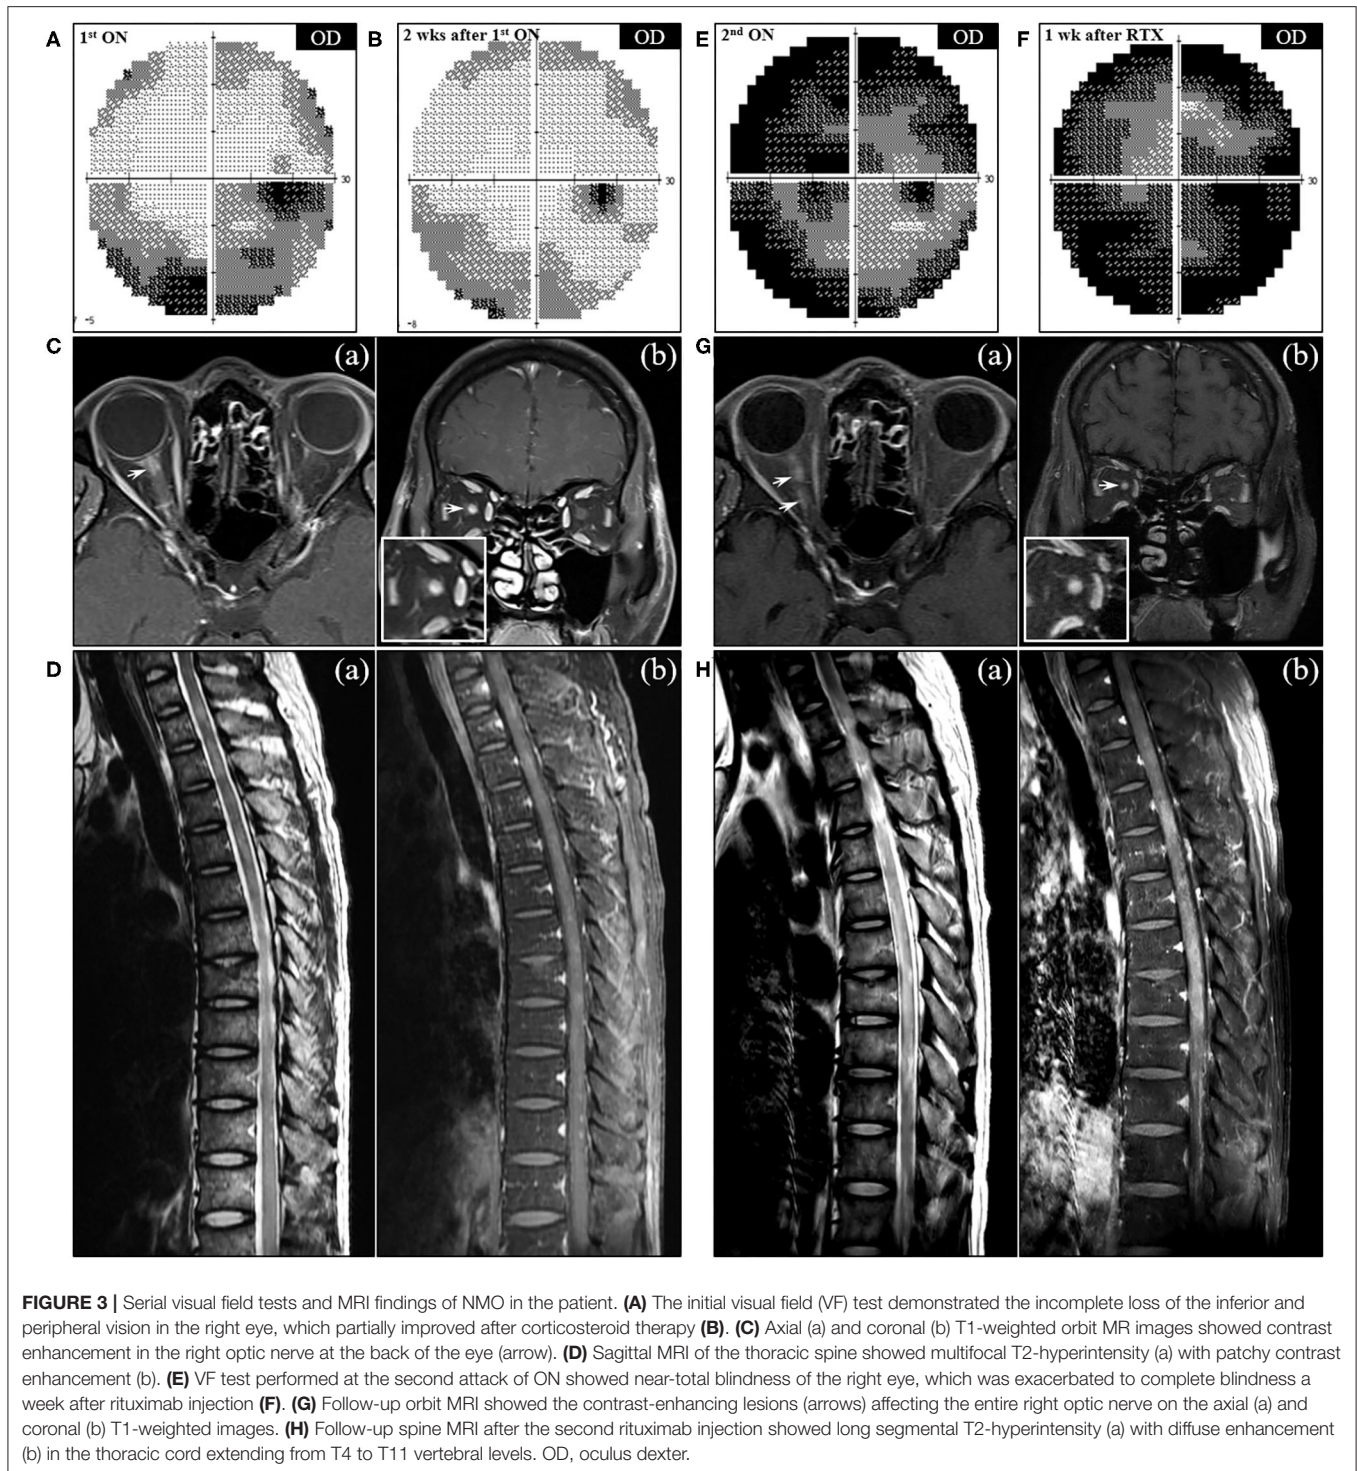 A 1st ON OD B 2 wks after 1st ON OD E 2nd ON OD F 1 wk after RTX OD
30 30 30 30
-5 -8
C (a) (b) G (a) (b)
D (a) (b) H (a) (b)
FIGURE 3 | Serial visual field tests and MRI findings of NMO in the patient. (A) The initial visual field (VF) test demonstrated the incomplete loss of the inferior and
peripheral vision in the right eye, which partially improved after corticosteroid therapy (B). (C) Axial (a) and coronal (b) T1-weighted orbit MR images showed contrast
enhancement in the right optic nerve at the back of the eye (arrow). (D) Sagittal MRI of the thoracic spine showed multifocal T2-hyperintensity (a) with patchy contrast
enhancement (b). (E) VF test performed at the second attack of ON showed near-total blindness of the right eye, which was exacerbated to complete blindness a
week after rituximab injection (F). (G) Follow-up orbit MRI showed the contrast-enhancing lesions (arrows) affecting the entire right optic nerve on the axial (a) and
coronal (b) T1-weighted images. (H) Follow-up spine MRI after the second rituximab injection showed long segmental T2-hyperintensity (a) with diffuse enhancement
(b) in the thoracic cord extending from T4 to T11 vertebral levels. OD, oculus dexter.